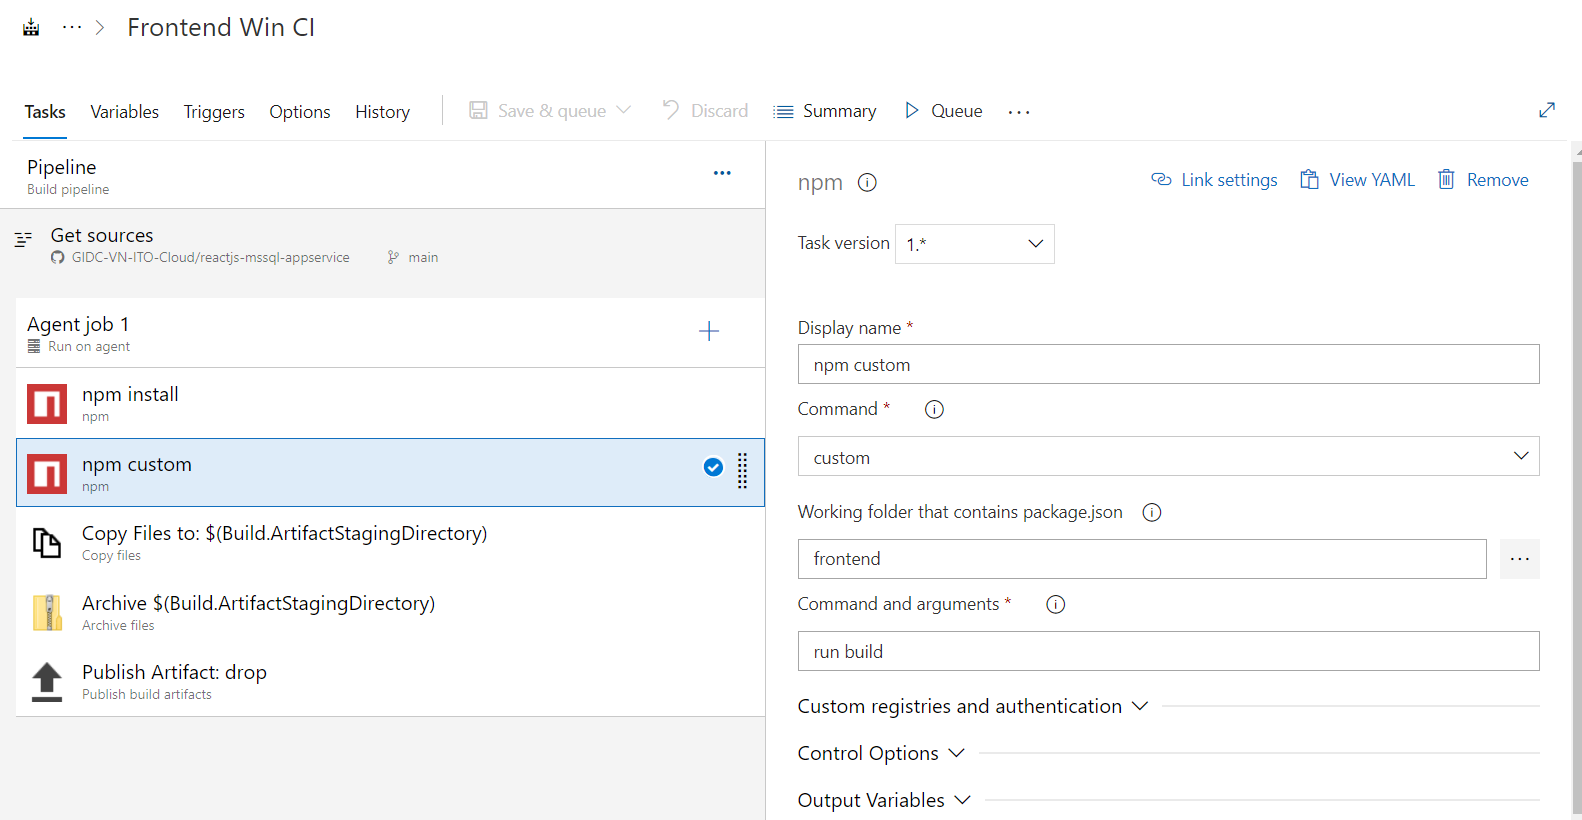 ··· > Frontend Win CI
Tasks Variables Triggers Options History Save & queue Discard Summary Queue ···
Pipeline ···
Build pipeline
Get sources
GIDC-VN-ITO-Cloud/reactjs-mssql-appservice main
Agent job 1
Run on agent
npm install
npm
npm custom
npm
Copy Files to: $(Build.ArtifactStagingDirectory)
Copy files
Archive $(Build.ArtifactStagingDirectory)
Archive files
Publish Artifact: drop
Publish build artifacts
npm Link settings View YAML Remove
Task version 1.*
Display name *
npm custom
Command *
custom
Working folder that contains package.json
frontend ···
Command and arguments *
run build
Custom registries and authentication
Control Options
Output Variables